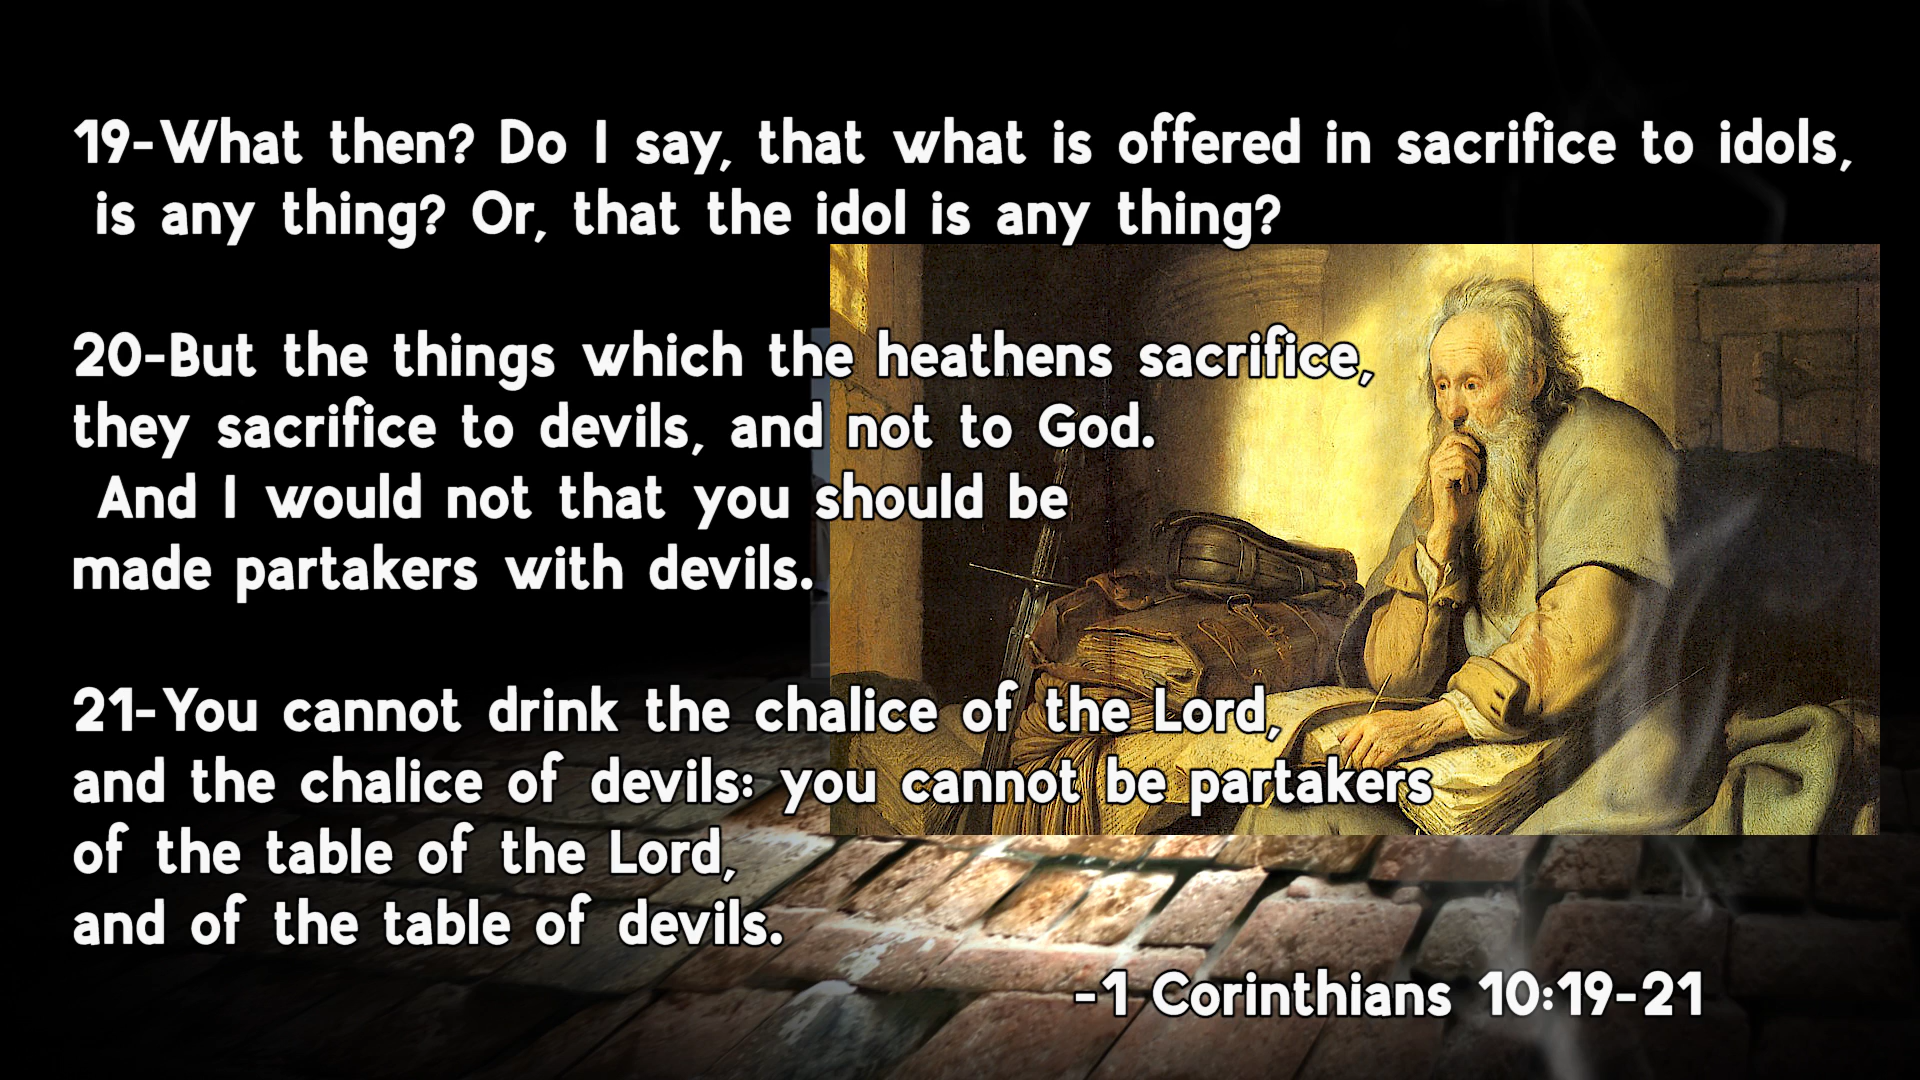 19-What then? Do I say, that what is offered in sacrifice to idols,
is any thing? Or, that the idol is any thing?
20-But the things which the heathens sacrifice,
they sacrifice to devils, and not to God.
And I would not that you should be
made partakers with devils.
21-You cannot drink the chalice of the Lord,
and the chalice of devils: you cannot be partakers
of the table of the Lord,
and of the table of devils.
-1 Corinthians 10:19-21